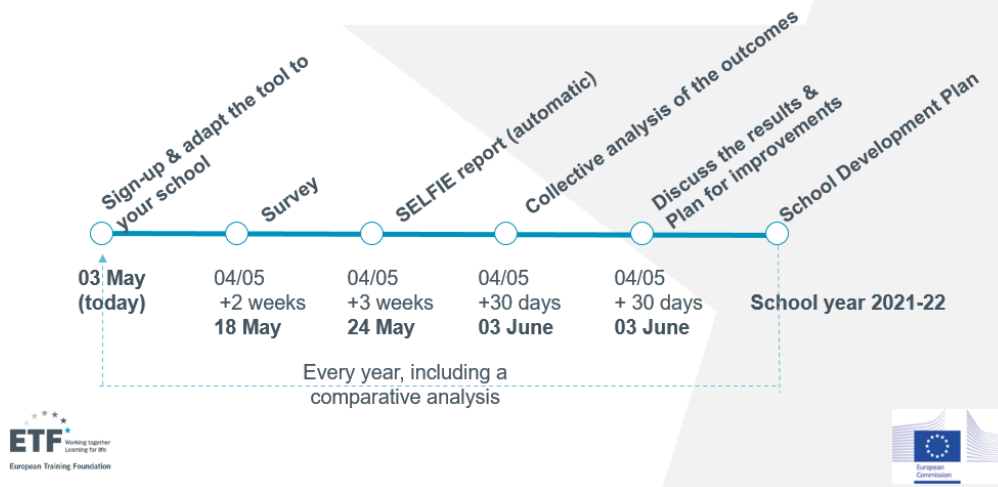 Sign-up & adapt the tool to
your school
Survey
SELFIE report (automatic)
Collective analysis of the outcomes
Discuss the results &
Plan for improvements
School Development Plan
03 May
(today)
04/05
+2 weeks
18 May
04/05
+3 weeks
24 May
04/05
+30 days
03 June
04/05
+ 30 days
03 June
School year 2021-22
Every year, including a
comparative analysis
ETF
Working together
Learning for life
European Training Foundation
European
Commission